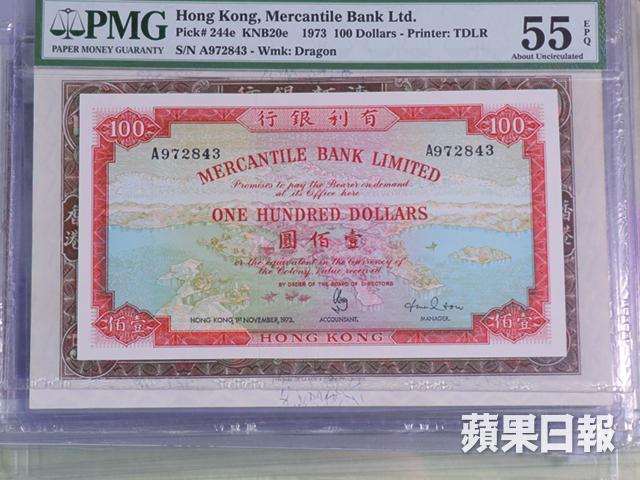 PMG
PAPER MONEY GUARANTY
Hong Kong, Mercantile Bank Ltd.
Pick# 244e KNB20e 1973 100 Dollars - Printer: TDLR
S/N A972843 - Wmk: Dragon
55 EPQ
About Uncirculated
行銀利有
100
100
A972843
A972843
MERCANTILE BANK LIMITED
Promises to pay the Bearer on demand
at its Office here
ONE HUNDRED DOLLARS
圓佰壹
or the equivalent in the Currency of
the Colony, Value received
BY ORDER OF THE BOARD OF DIRECTORS
HONG KONG, 1ST NOVEMBER, 1973.
ACCOUNTANT.
MANAGER.
佰壹
HONG KONG
佰壹
香港
蘋果日報